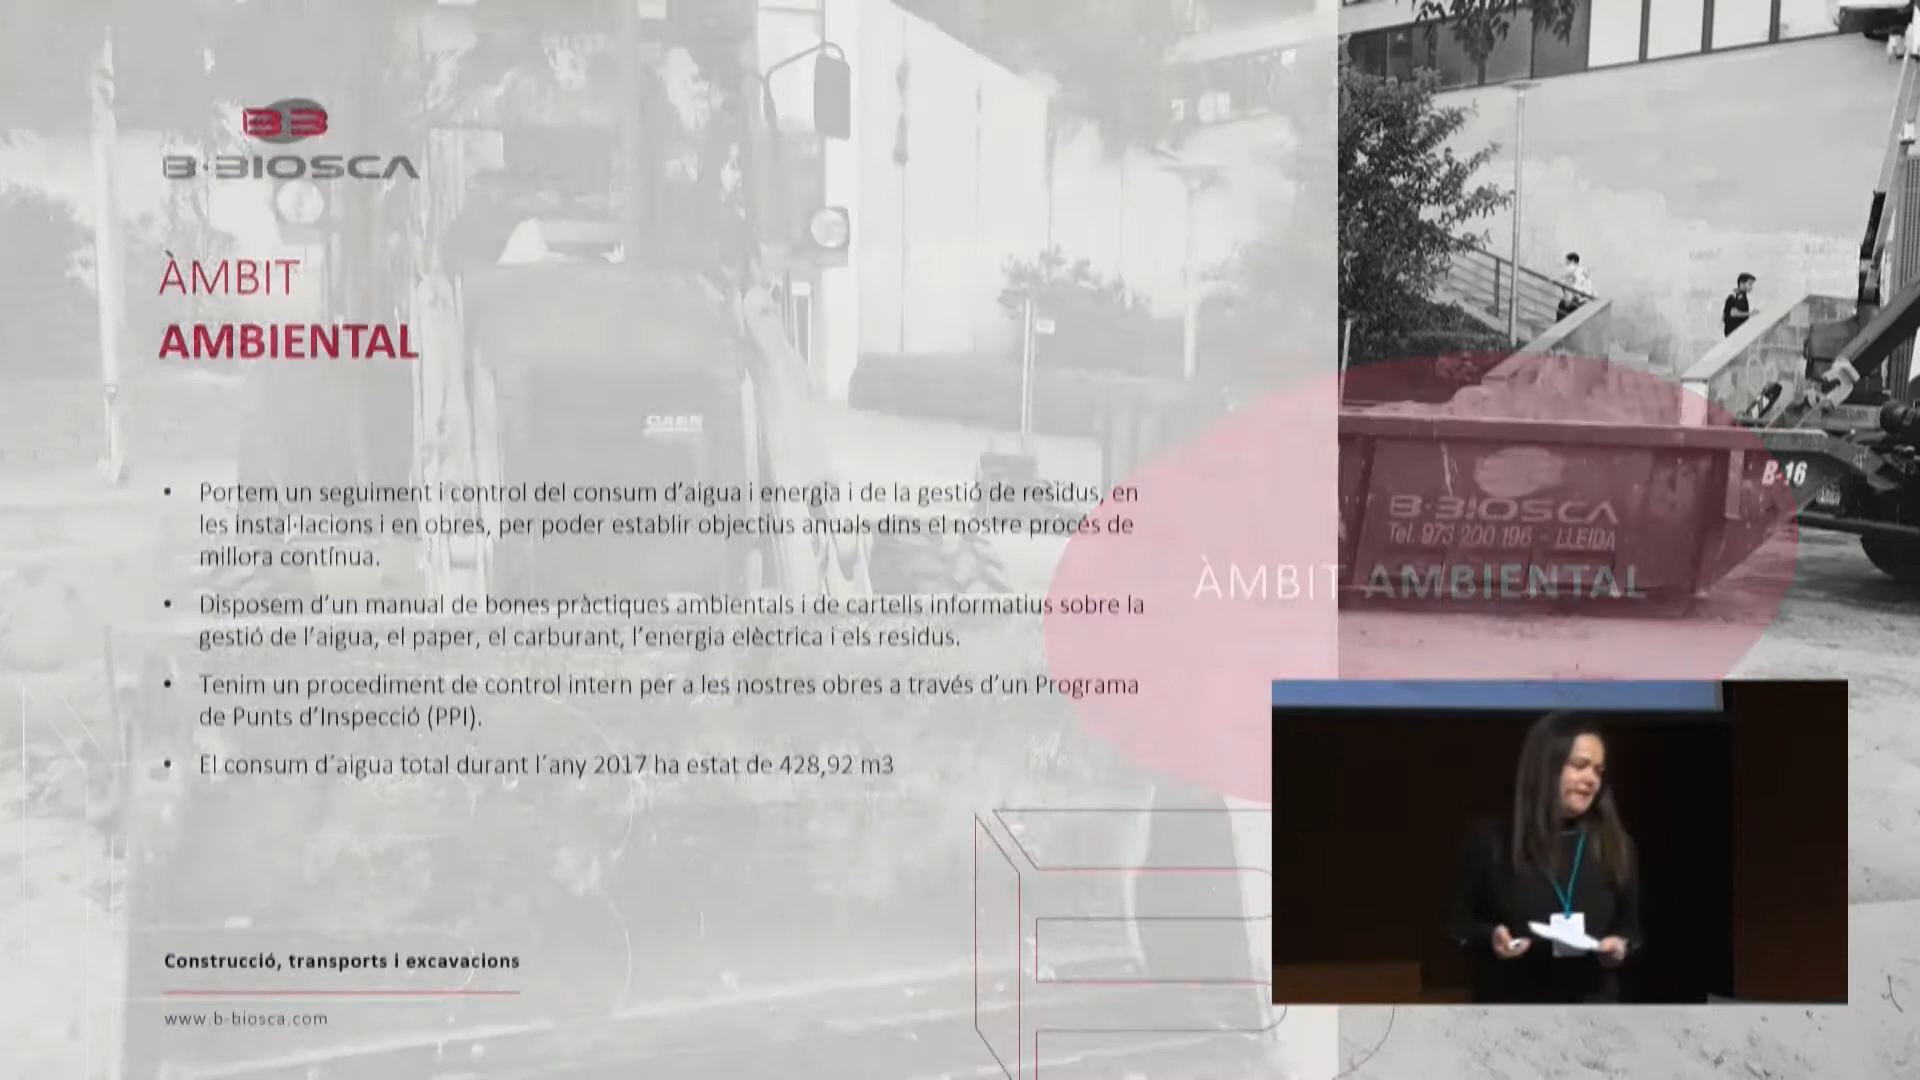 B·BIOSCA
ÀMBIT
AMBIENTAL
CASE
• Portem un seguiment i control del consum d’aigua i energia i de la gestió de residus, en
les instal·lacions i en obres, per poder establir objectius anuals dins el nostre procés de
millora contínua.
• Disposem d’un manual de bones pràctiques ambientals i de cartells informatius sobre la
gestió de l’aigua, el paper, el carburant, l’energia elèctrica i els residus.
• Tenim un procediment de control intern per a les nostres obres a través d’un Programa
de Punts d’Inspecció (PPI).
• El consum d’aigua total durant l’any 2017 ha estat de 428,92 m3
Construcció, transports i excavacions
www.b-biosca.com
B-16
B·BIOSCA
Tel. 973 200 196 - LLEIDA
ÀMBIT AMBIENTAL